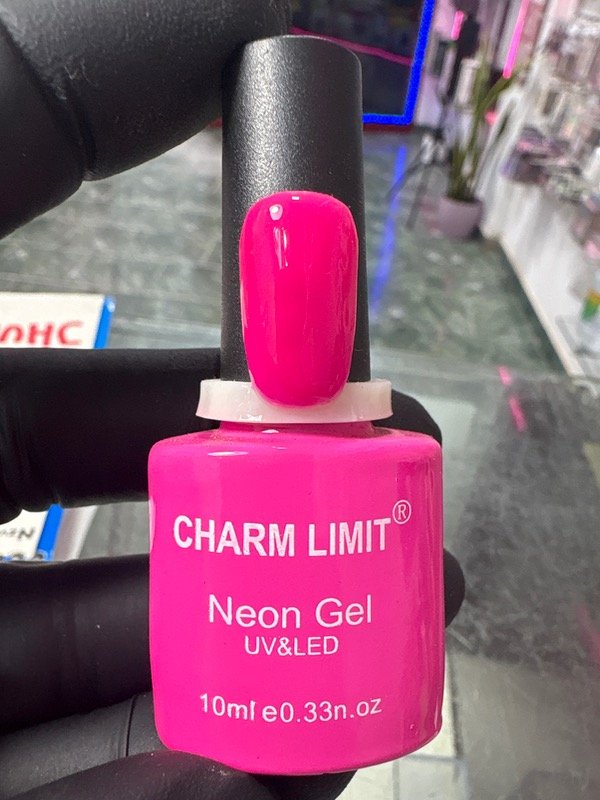 CHARM LIMIT®
Neon Gel
UV&LED
10ml e0.33n.oz